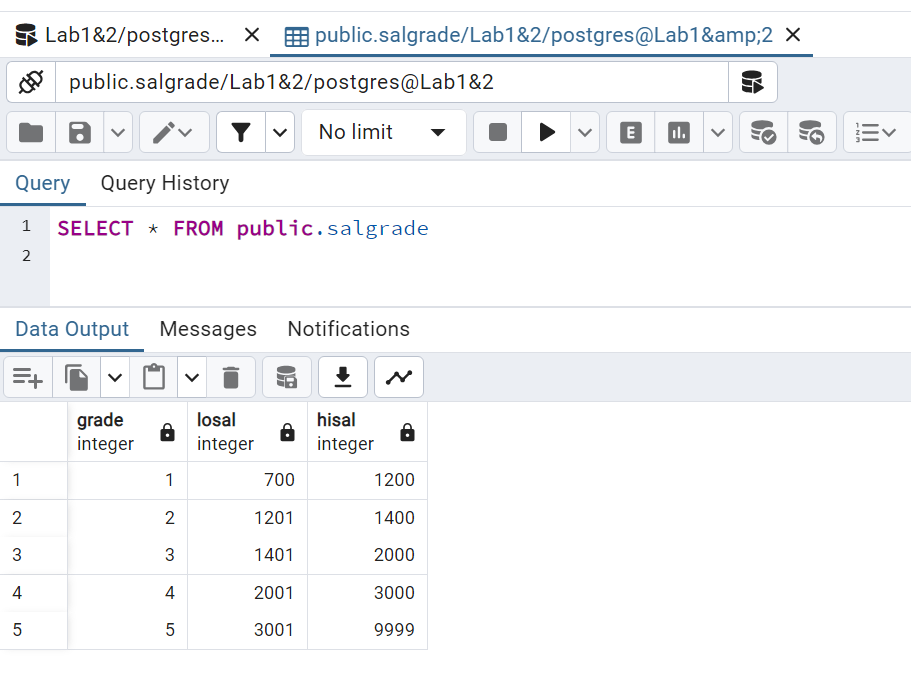 Lab1&2/postgres...
public.salgrade/Lab1&2/postgres@Lab1&amp;2
public.salgrade/Lab1&2/postgres@Lab1&2
No limit
E
Query Query History
1 SELECT * FROM public.salgrade
2
Data Output Messages Notifications
grade losal hisal
integer integer integer
1 1 700 1200
2 2 1201 1400
3 3 1401 2000
4 4 2001 3000
5 5 3001 9999